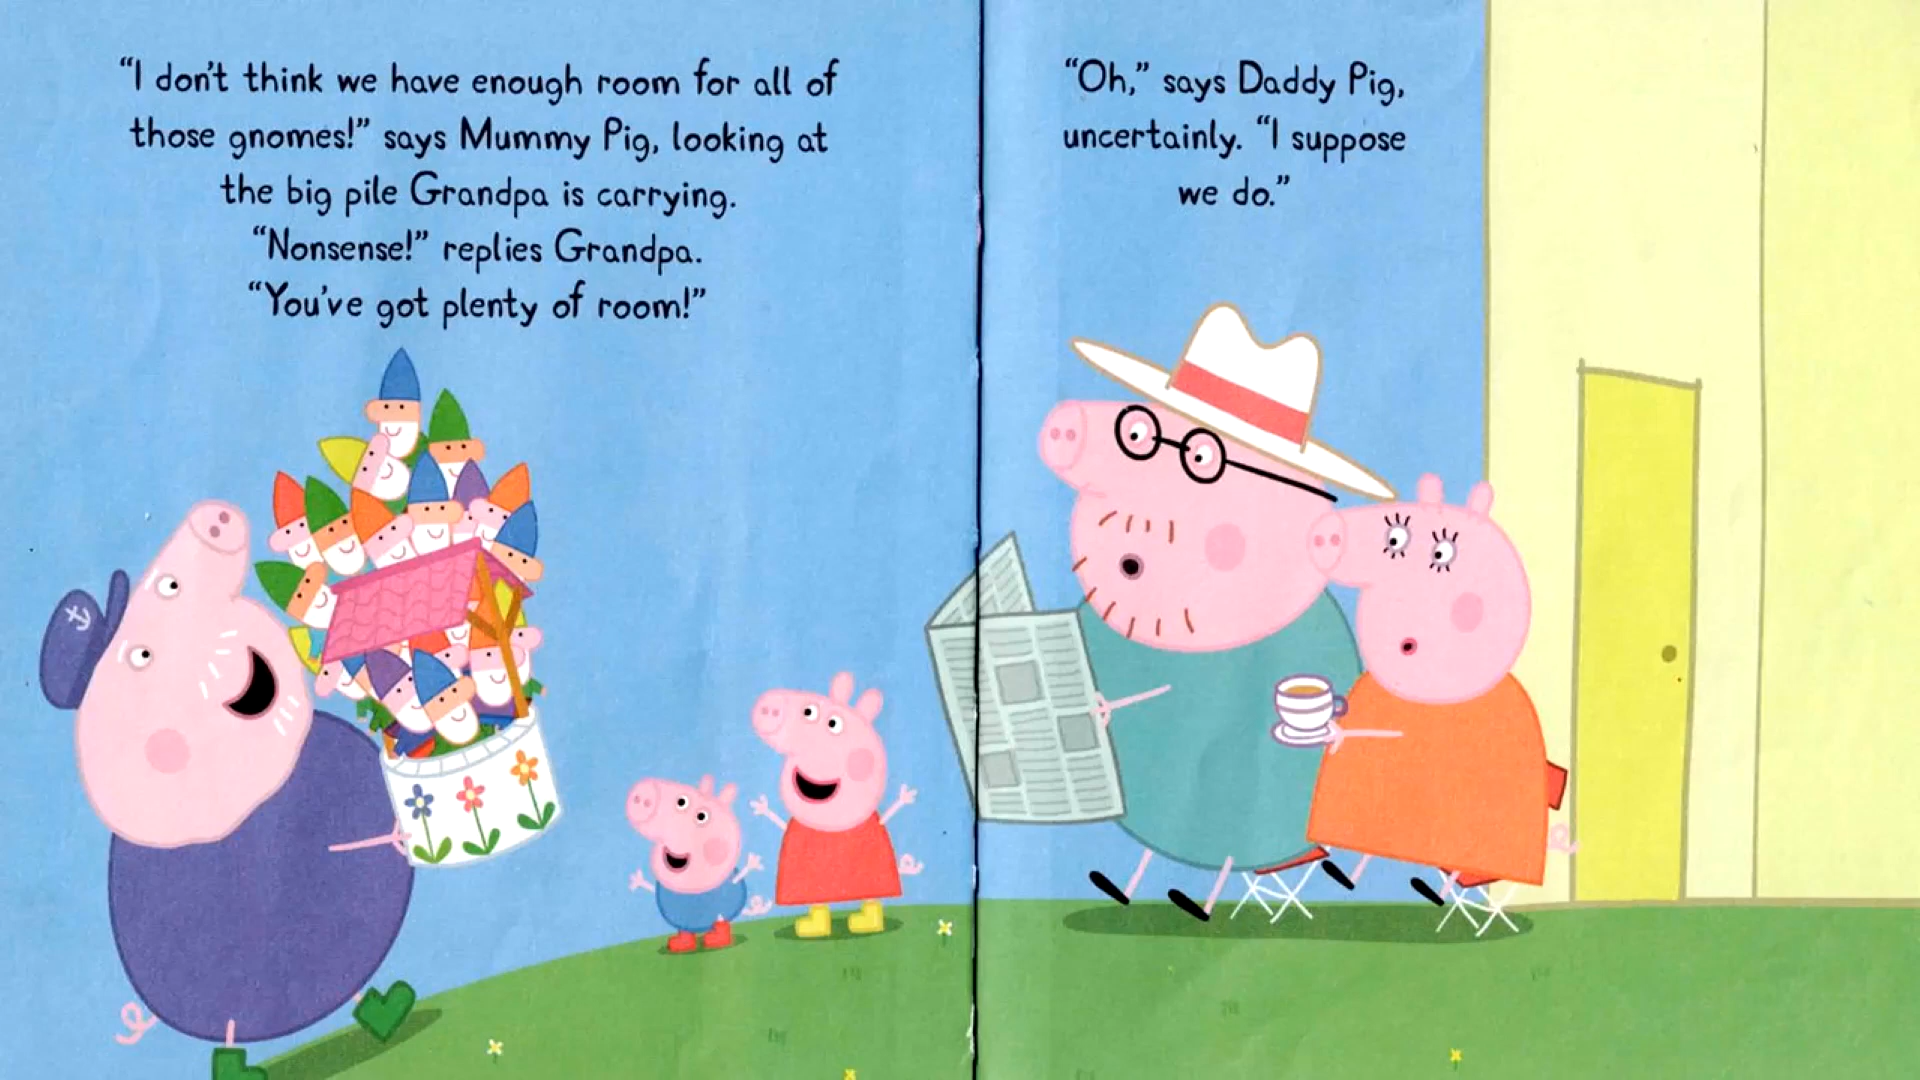 “I don’t think we have enough room for all of
those gnomes!” says Mummy Pig, looking at
the big pile Grandpa is carrying.
“Nonsense!” replies Grandpa.
“You’ve got plenty of room!”
“Oh,” says Daddy Pig,
uncertainly. “I suppose
we do.”